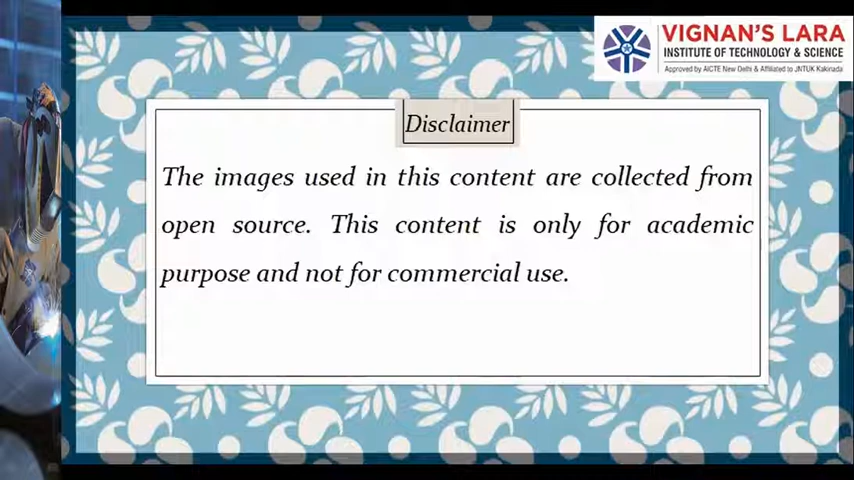 VIGNAN'S LARA
INSTITUTE OF TECHNOLOGY & SCIENCE
Approved by AICTE New Delhi & Affiliated to JNTUK Kakinada
Disclaimer
The images used in this content are collected from
open source. This content is only for academic
purpose and not for commercial use.